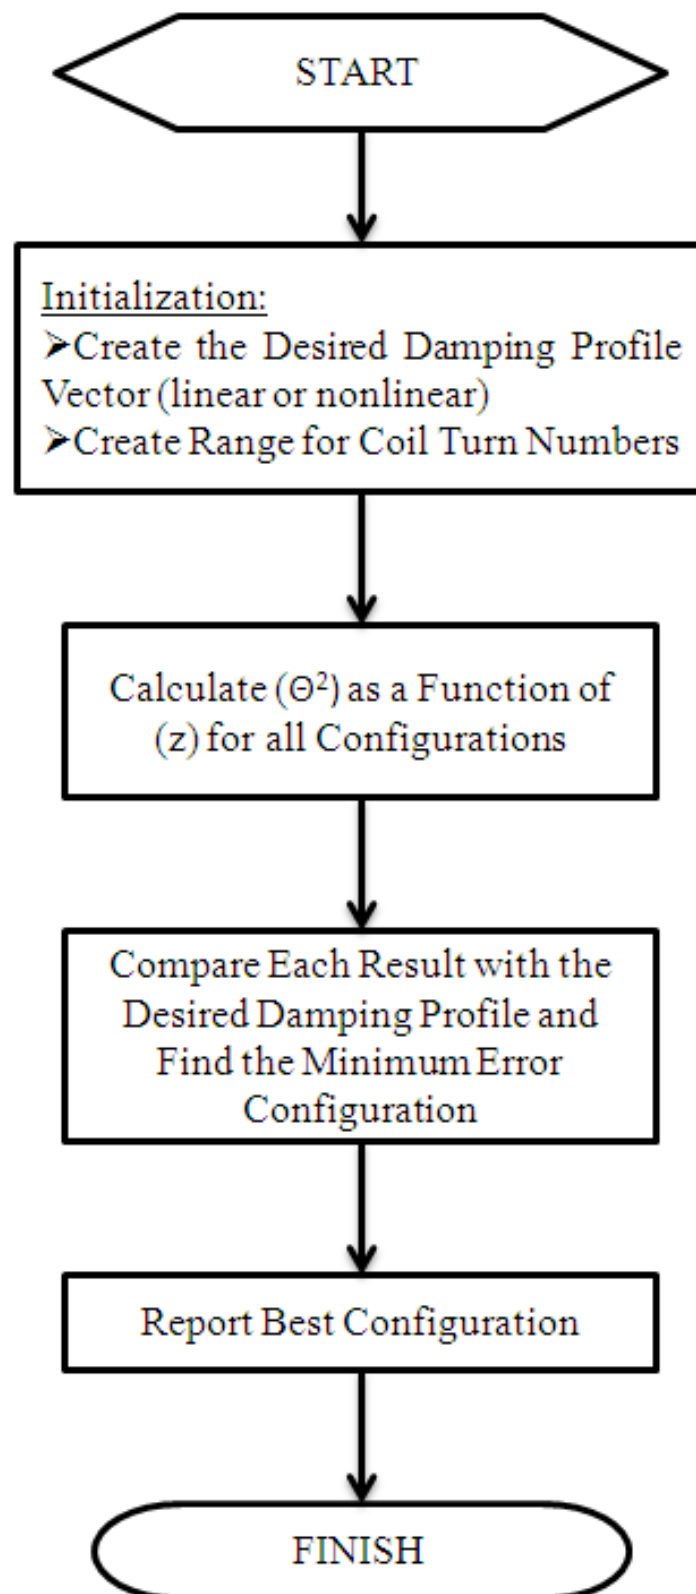 START
Initialization:
➤Create the Desired Damping Profile
Vector (linear or nonlinear)
➤Create Range for Coil Turn Numbers
Calculate (Θ²) as a Function of
(z) for all Configurations
Compare Each Result with the
Desired Damping Profile and
Find the Minimum Error
Configuration
Report Best Configuration
FINISH